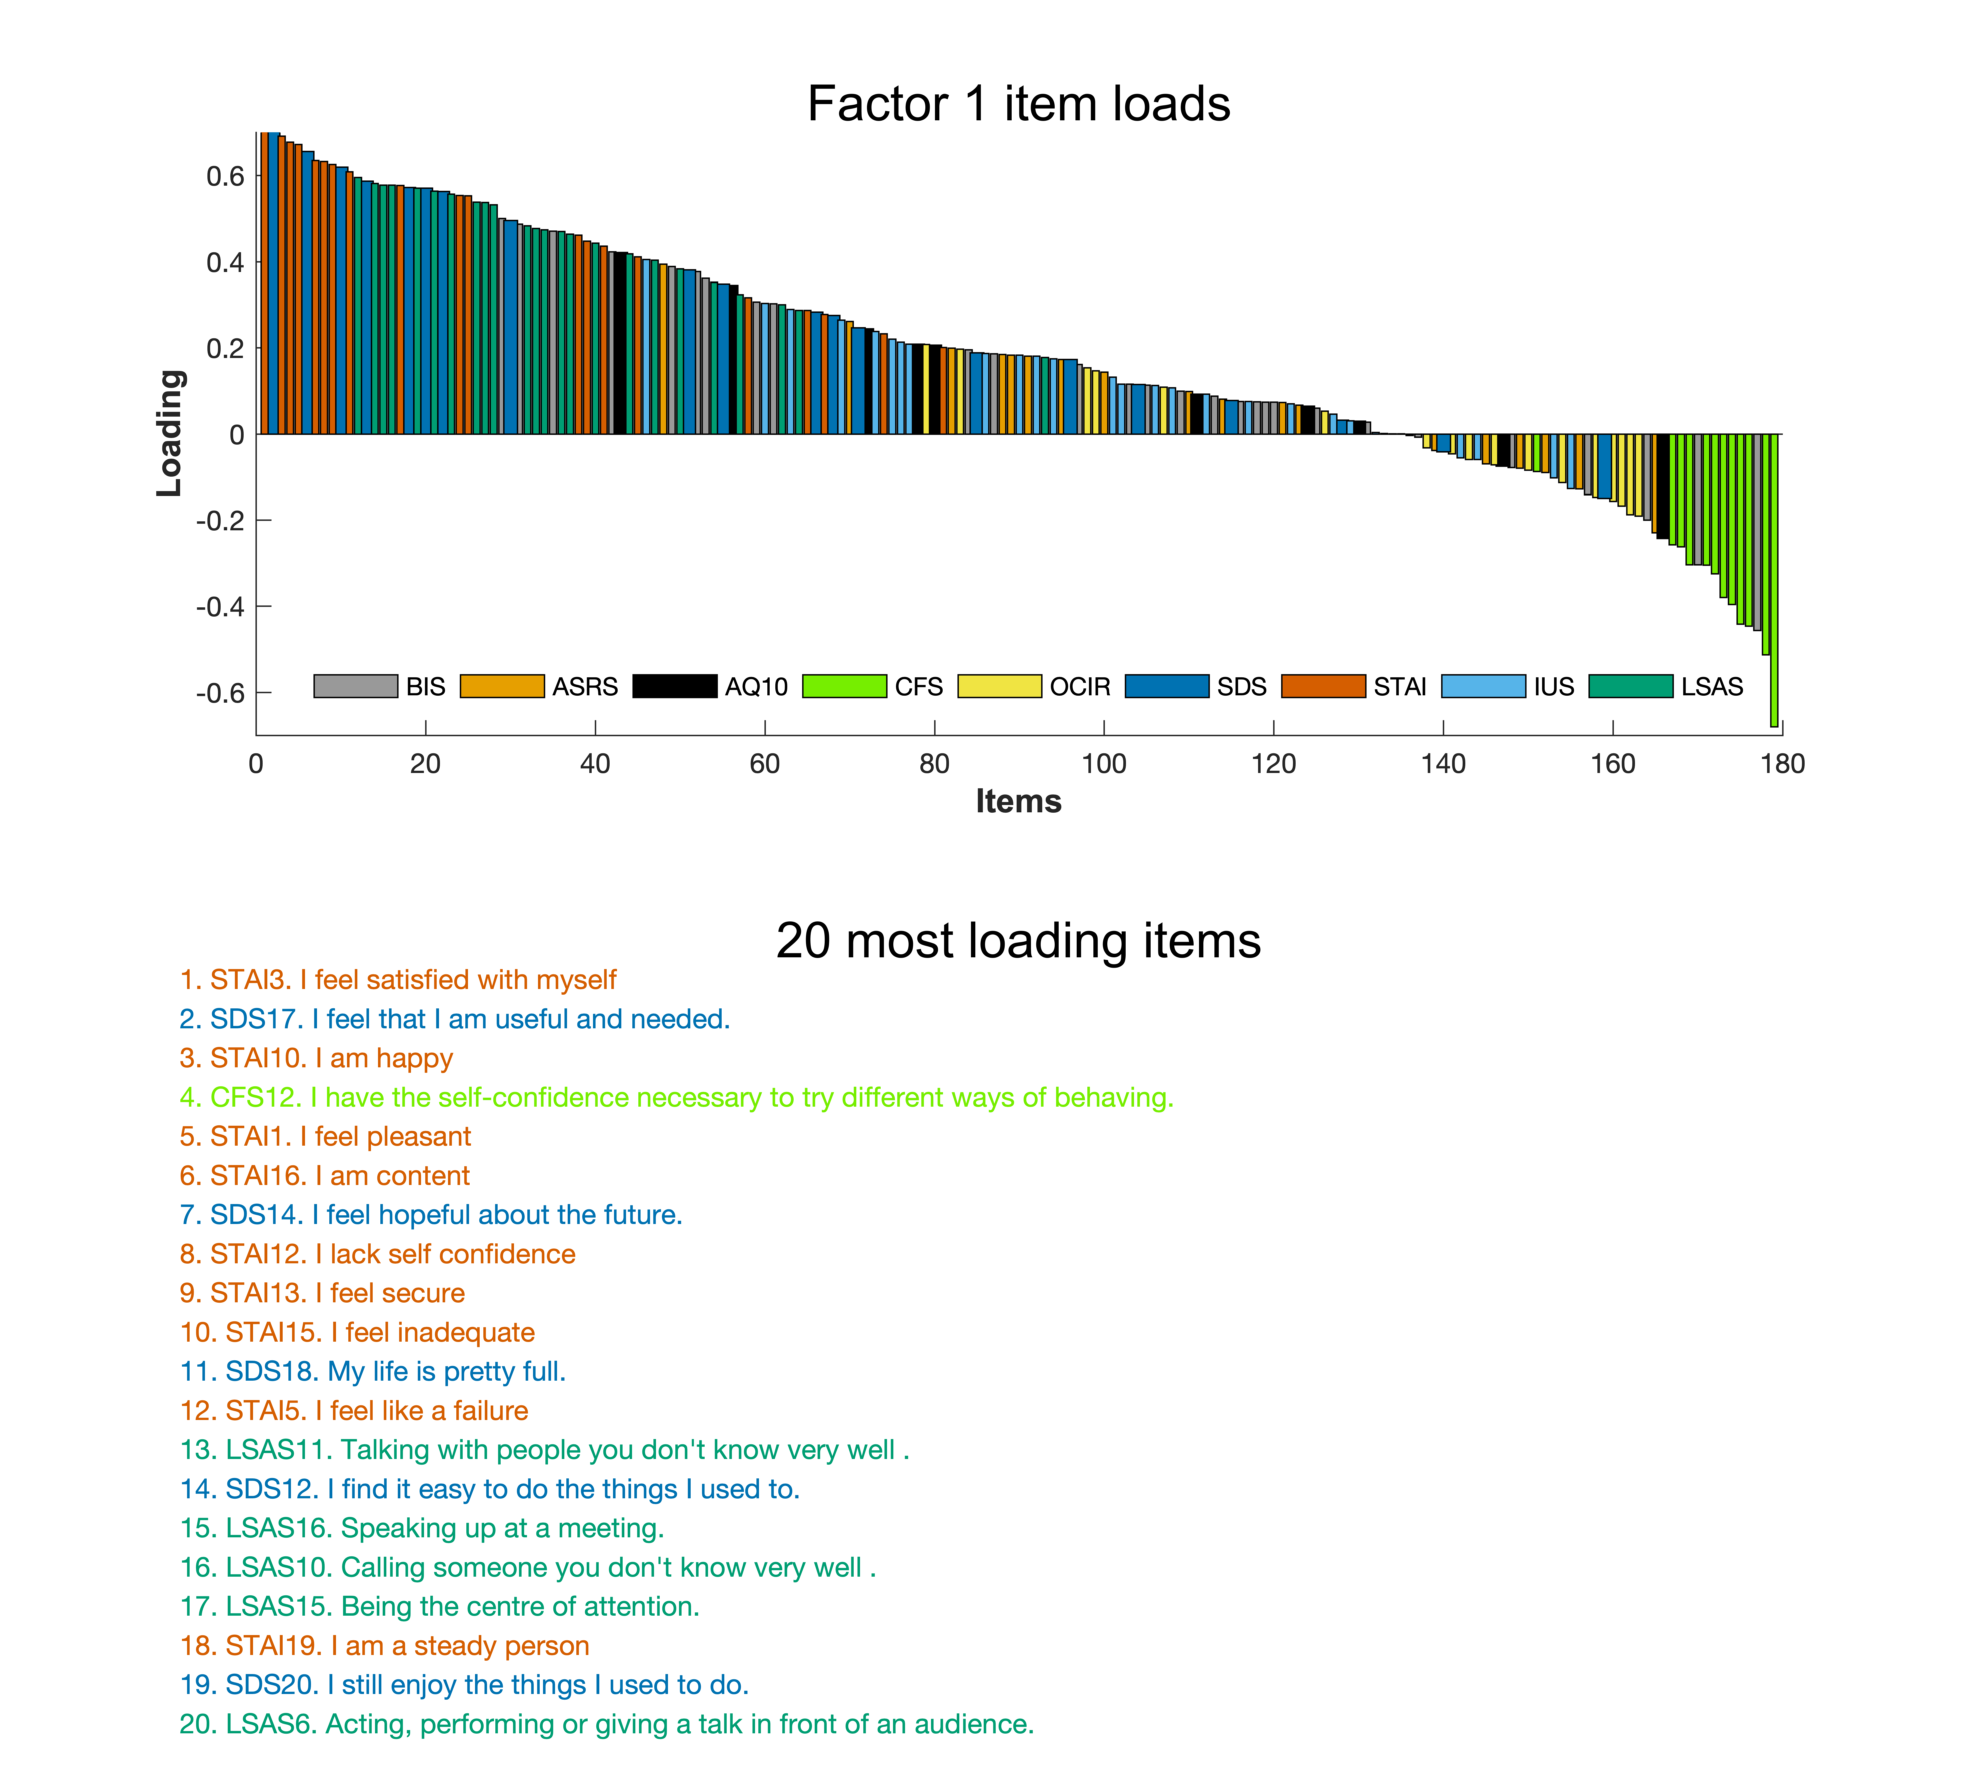 Factor 1 item loads
0.6
0.4
0.2
0
-0.2
-0.4
-0.6
Loading
BIS ASRS AQ10 CFS OCIR SDS STAI IUS LSAS
0 20 40 60 80 100 120 140 160 180
Items
20 most loading items
1. STAI3. I feel satisfied with myself
2. SDS17. I feel that I am useful and needed.
3. STAI10. I am happy
4. CFS12. I have the self-confidence necessary to try different ways of behaving.
5. STAI1. I feel pleasant
6. STAI16. I am content
7. SDS14. I feel hopeful about the future.
8. STAI12. I lack self confidence
9. STAI13. I feel secure
10. STAI15. I feel inadequate
11. SDS18. My life is pretty full.
12. STAI5. I feel like a failure
13. LSAS11. Talking with people you don't know very well .
14. SDS12. I find it easy to do the things I used to.
15. LSAS16. Speaking up at a meeting.
16. LSAS10. Calling someone you don't know very well .
17. LSAS15. Being the centre of attention.
18. STAI19. I am a steady person
19. SDS20. I still enjoy the things I used to do.
20. LSAS6. Acting, performing or giving a talk in front of an audience.